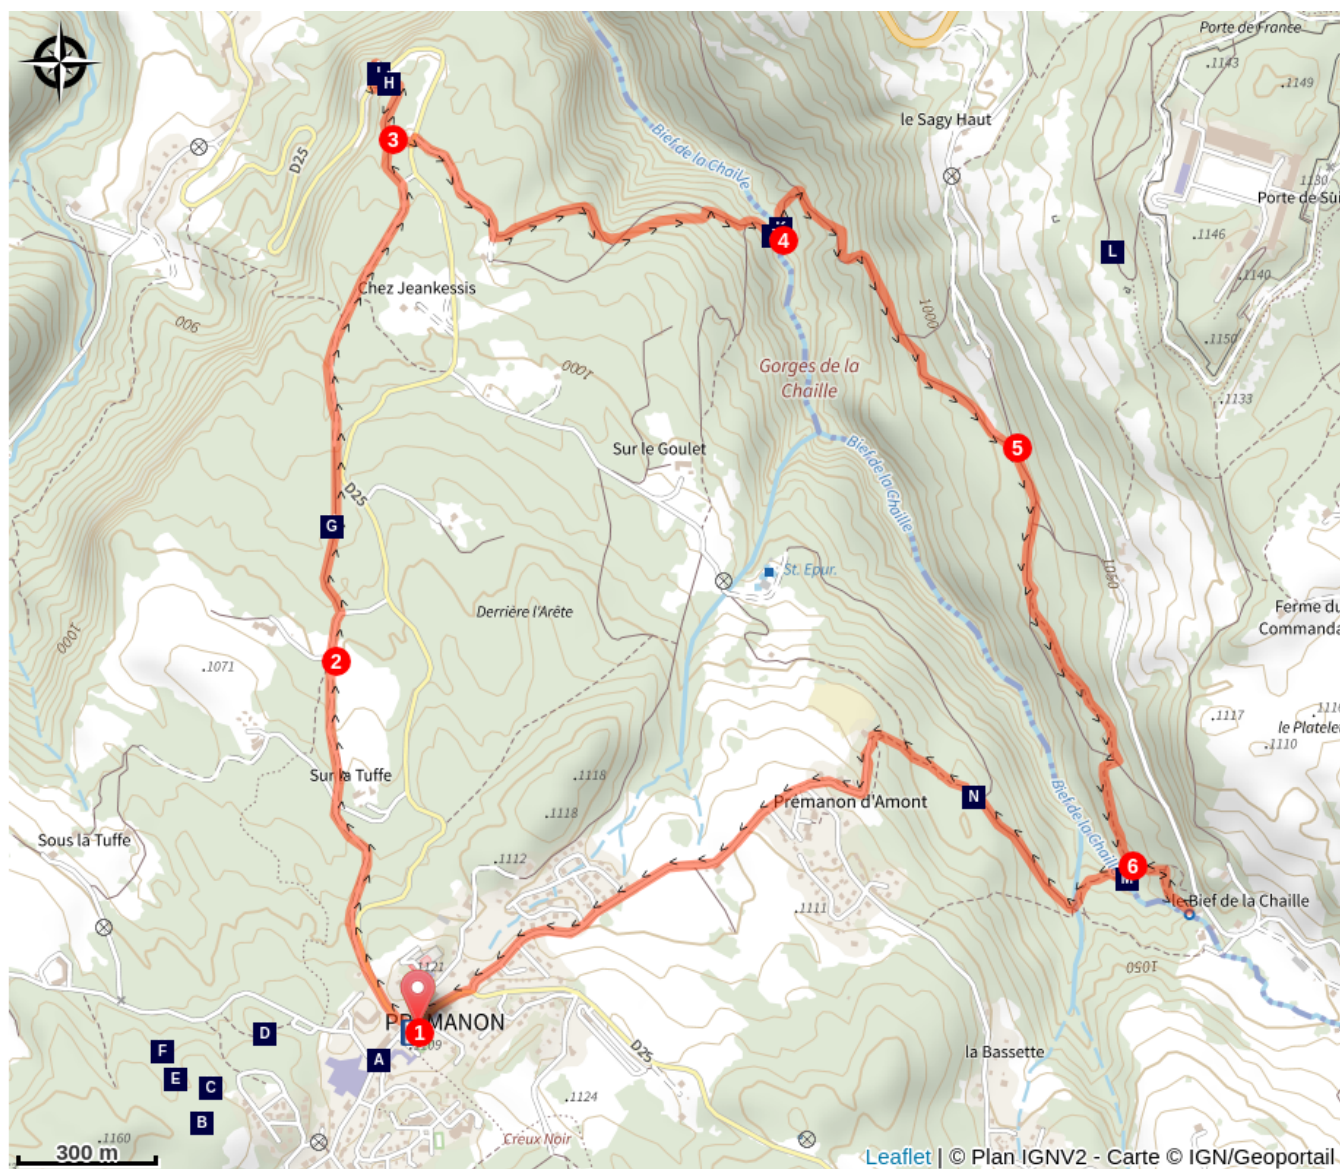 Porte de France
.1143
.1149
I
H
le Sagy Haut
Bief de la Chaille
3
D25
1130
Porte de Sui
K
4
.1146
L
.1140
Chez Jeankessis
900
1000
.1150
Gorges de la
Chaille
1000
.1133
Sur le Goulet
5
Bief de la Chaille
D25
G
St. Epur.
1050
Derrière l'Arête
Ferme du
Commanda
1000
2
.1071
.1117
le Platelet
.1110
Sur la Tuffe
.1118
.1118
Prémanon d'Amont
N
Bief de la Chaille
Sous la Tuffe
.1112
6
M
le Bief de la Chaille
.1111
1121
1050
PRÉMANON
1
.1109
D
A
D25
F
la Bassette
E
C
.1124
B
.1160
Creux Noir
300 m
Leaflet | © Plan IGNV2 - Carte © IGN/Geoportail